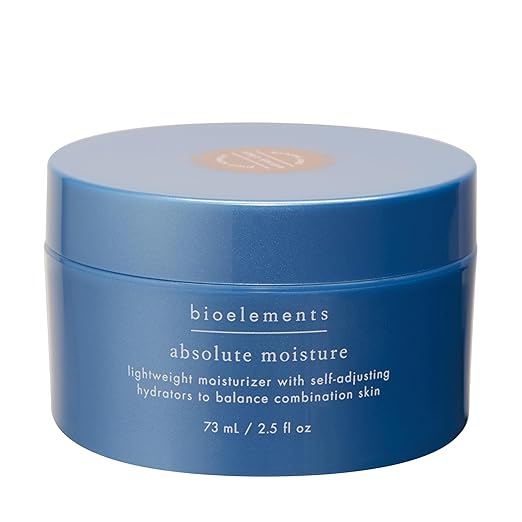 bioelements
absolute moisture
lightweight moisturizer with self-adjusting
hydrators to balance combination skin
73 mL / 2.5 fl oz